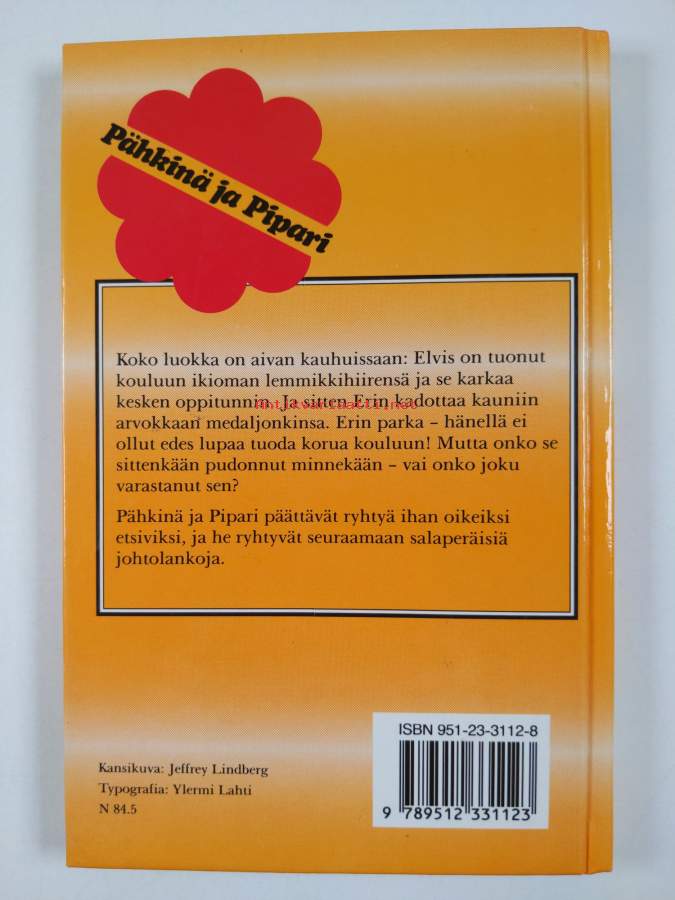 Pähkinä ja Pipari
Koko luokka on aivan kauhuissaan: Elvis on tuonut
kouluun ikioman lemmikkihiirensä ja se karkaa
kesken oppitunnin. Ja sitten Erin kadottaa kauniin
Antikvariaatti.net
arvokkaan medaljonkinsa. Erin parka – hänellä ei
ollut edes lupaa tuoda korua kouluun! Mutta onko se
sittenkään pudonnut minnekään – vai onko joku
varastanut sen?
Pähkinä ja Pipari päättävät ryhtyä ihan oikeiksi
etsiviksi, ja he ryhtyvät seuraamaan salaperäisiä
johtolankoja.
Kansikuva: Jeffrey Lindberg
Typografia: Ylermi Lahti
N 84.5
ISBN 951-23-3112-8
9 789512 331123